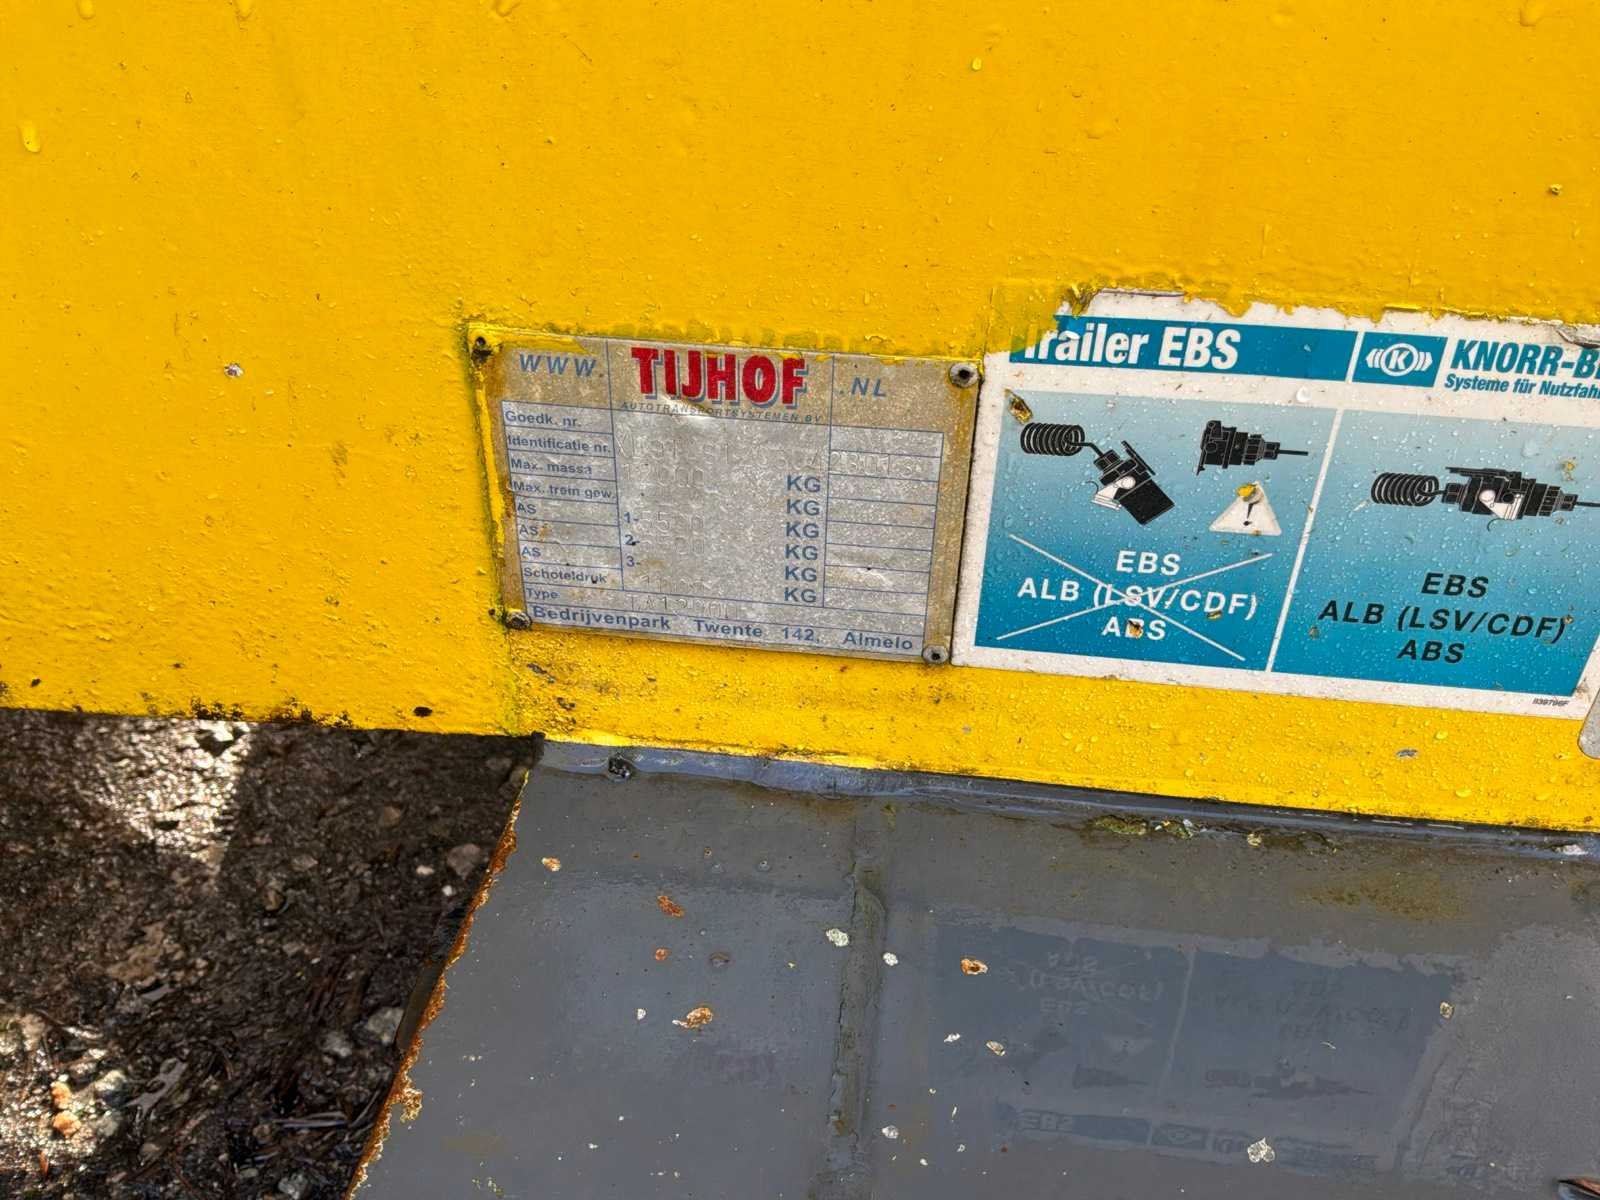 WWW. TIJHOF .NL
AUTOTRANSPORTSYSTEMEN BV
Goedk. nr.
Identificatie nr.
Max. massa KG
Max. trein gew. KG
AS 1- KG
AS 2- KG
AS 3- KG
Schoteldruk KG
Type TA12000
Bedrijvenpark Twente 142, Almelo
Trailer EBS
KNORR-B
Systeme für Nutzfah
EBS
ALB (LSV/CDF)
ABS
EBS
ALB (LSV/CDF)
ABS